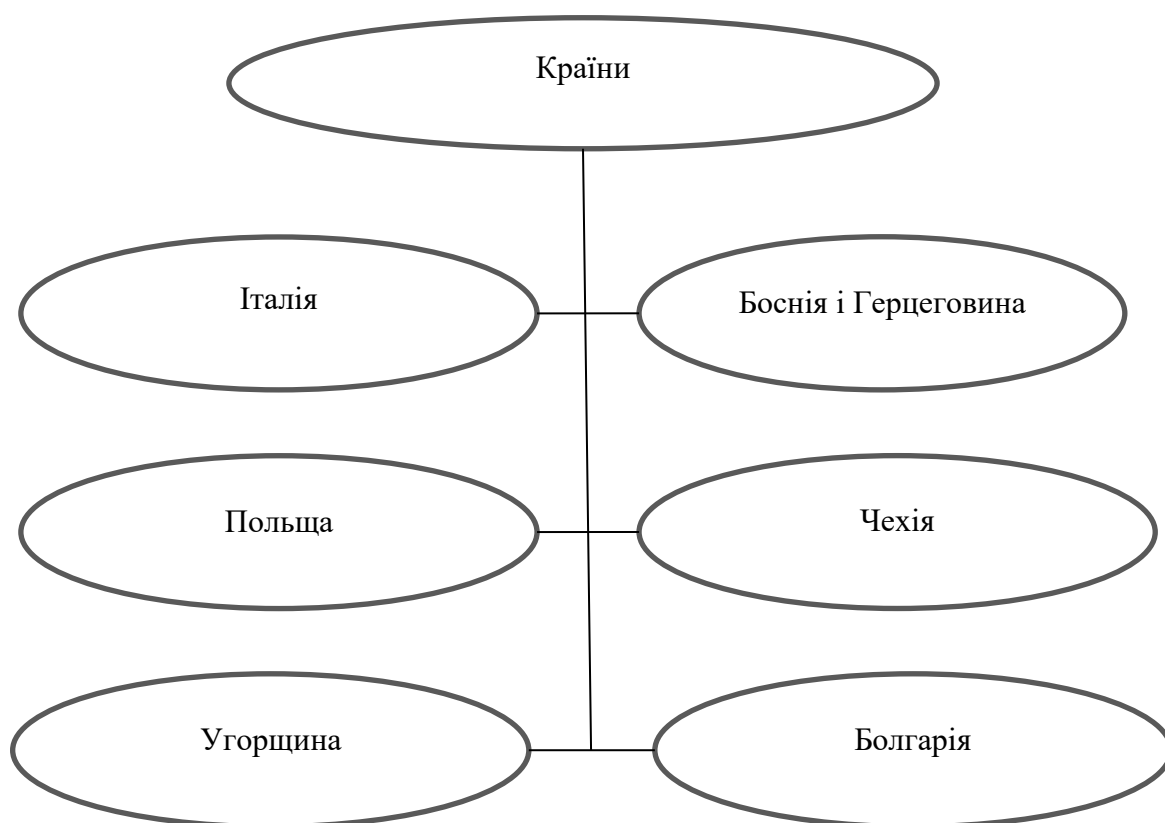 Країни
Італія
Боснія і Герцеговина
Польща
Чехія
Угорщина
Болгарія